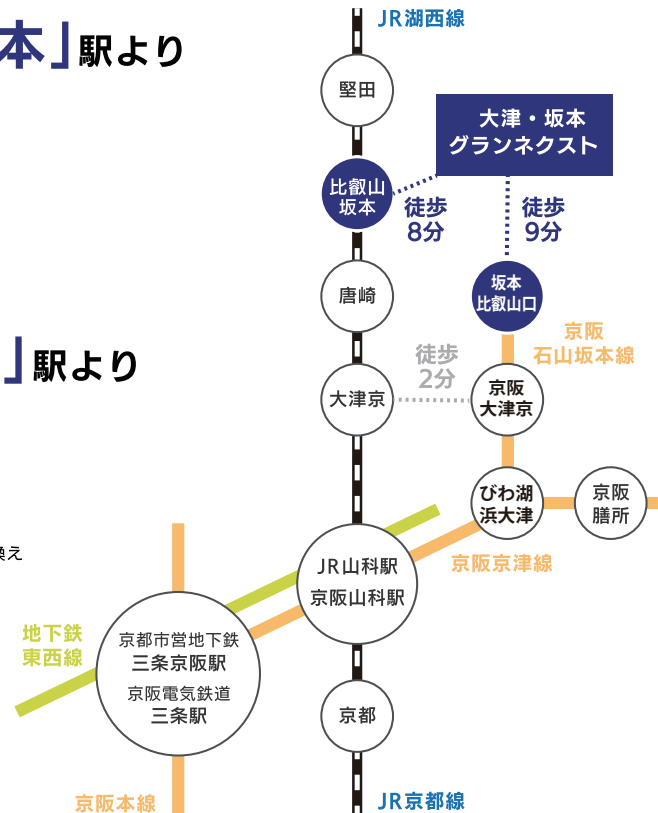 JR湖西線
本」駅より
堅田
大津・坂本
グランネクスト
比叡山
坂本
徒歩
8分
徒歩
9分
唐崎
坂本
比叡山口
京阪
石山坂本線
」駅より
徒歩
2分
大津京
京阪
大津京
びわ湖
浜大津
京阪
膳所
換え
JR山科駅
京阪山科駅
京阪京津線
地下鉄
東西線
京都市営地下鉄
三条京阪駅
京阪電気鉄道
三条駅
京都
京阪本線
JR京都線